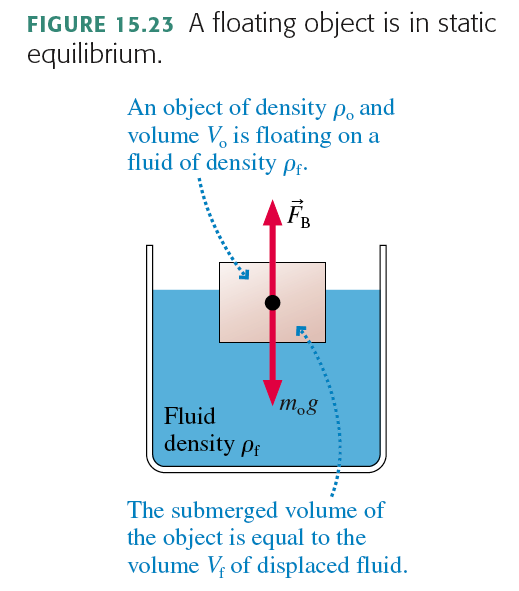 FIGURE 15.23 A floating object is in static
equilibrium.
An object of density ρₒ and
volume Vₒ is floating on a
fluid of density ρf.
F⃗B
mₒg
Fluid
density ρf
The submerged volume of
the object is equal to the
volume Vf of displaced fluid.